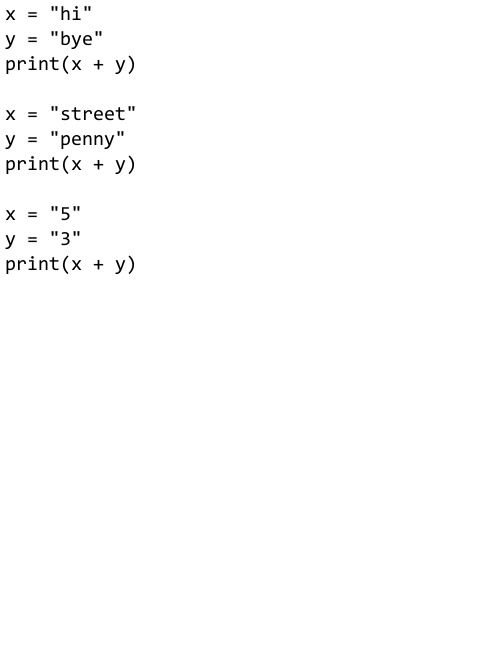 x = "hi"
y = "bye"
print(x + y)

x = "street"
y = "penny"
print(x + y)

x = "5"
y = "3"
print(x + y)